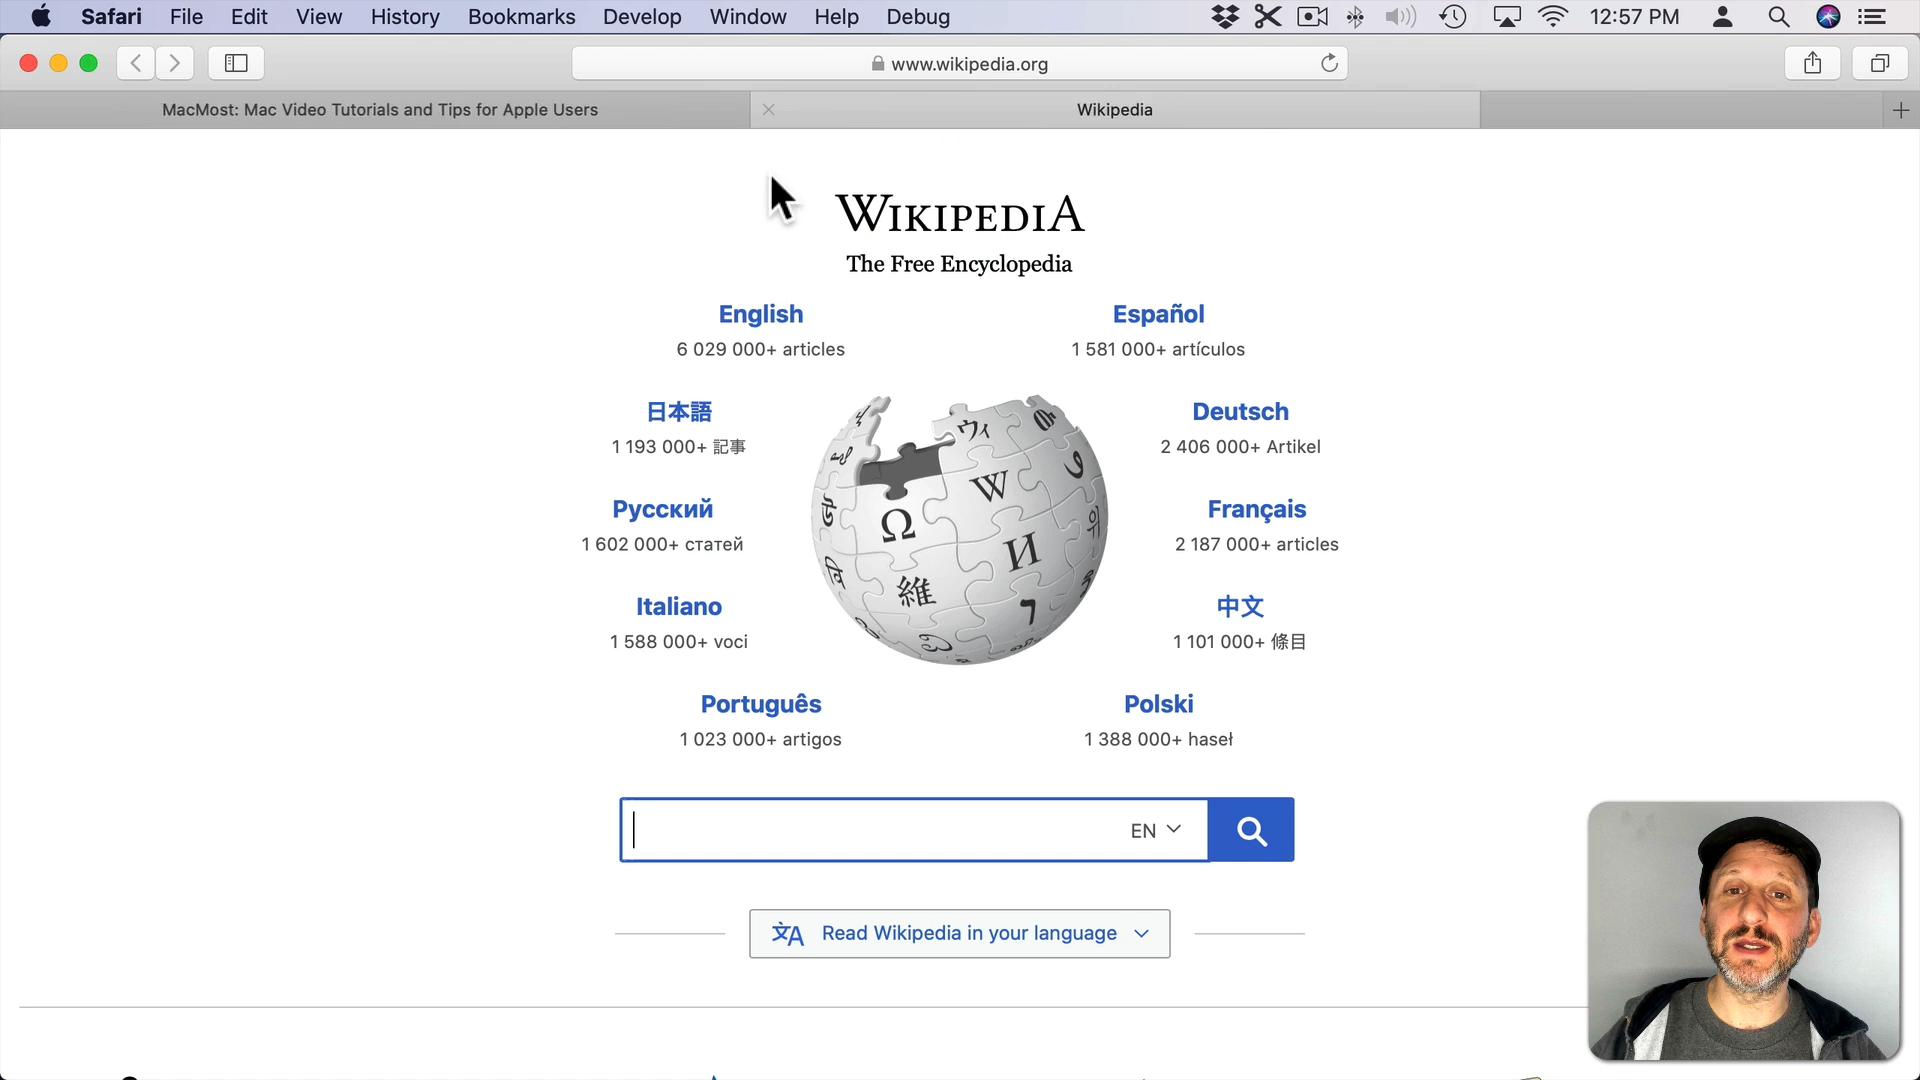 Safari File Edit View History Bookmarks Develop Window Help Debug 12:57 PM
www.wikipedia.org
MacMost: Mac Video Tutorials and Tips for Apple Users Wikipedia
WIKIPEDIA
The Free Encyclopedia
English Español
6 029 000+ articles 1 581 000+ artículos
日本語 Deutsch
1 193 000+ 記事 2 406 000+ Artikel
Русский Français
1 602 000+ статей 2 187 000+ articles
Italiano 中文
1 588 000+ voci 1 101 000+ 條目
Português Polski
1 023 000+ artigos 1 388 000+ haseł
ウィ
W
Ω
И
維
EN
Read Wikipedia in your language